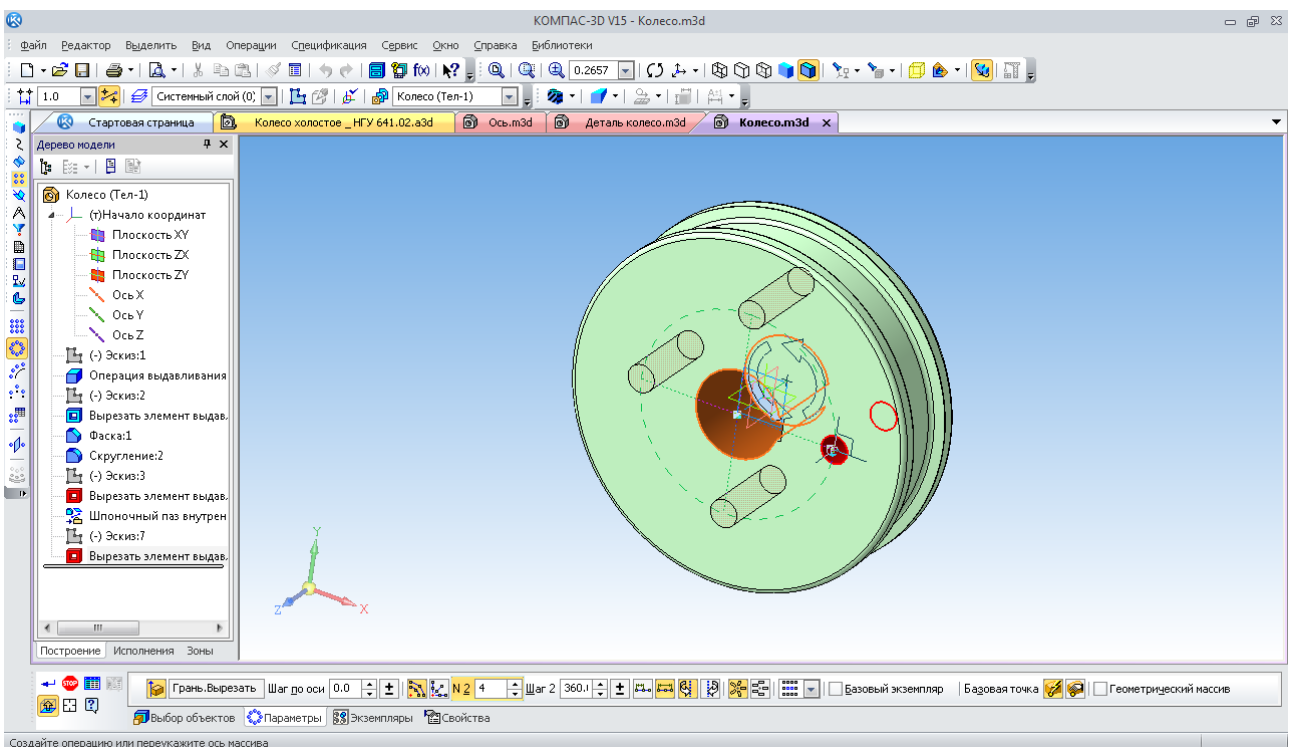 КОМПАС-3D V15 - Колесо.m3d
Файл Редактор Выделить Вид Операции Спецификация Сервис Окно Справка Библиотеки
0.2657
1.0 Системный слой (0; Колесо (Тел-1)
Стартовая страница Колесо холостое _ НГУ 641.02.a3d Ось.m3d Деталь колесо.m3d Колесо.m3d
Дерево модели
Колесо (Тел-1)
(т)Начало координат
Плоскость XY
Плоскость ZX
Плоскость ZY
Ось X
Ось Y
Ось Z
(-) Эскиз:1
Операция выдавливания
(-) Эскиз:2
Вырезать элемент выдав.
Фаска:1
Скругление:2
(-) Эскиз:3
Вырезать элемент выдав.
Шпоночный паз внутрен
(-) Эскиз:7
Вырезать элемент выдав.
Y
Z
X
Построение Исполнения Зоны
STOP
Грань.Вырезать Шаг по оси 0.0 N 2 4 Шаг 2 360.( Базовый экземпляр Базовая точка Геометрический массив
Выбор объектов Параметры Экземпляры Свойства
Создайте операцию или переукажите ось массива